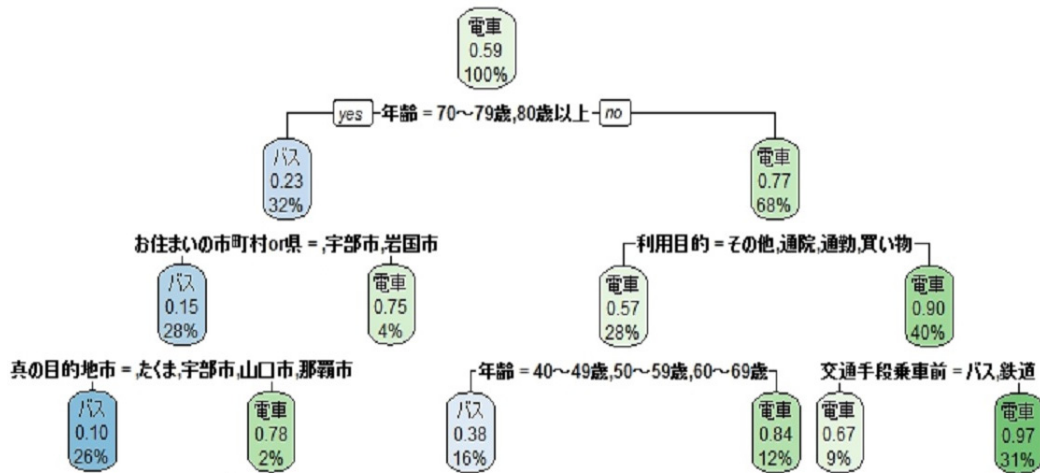 電車
0.59
100%
yes 年齢 = 70～79歳,80歳以上 no
バス
0.23
32%
電車
0.77
68%
お住まいの市町村or県 = ,宇部市,岩国市
利用目的 = その他,通院,通勤,買い物
バス
0.15
28%
電車
0.75
4%
電車
0.57
28%
電車
0.90
40%
真の目的地市 = ,たくま,宇部市,山口市,那覇市
年齢 = 40～49歳,50～59歳,60～69歳
交通手段乗車前 = バス,鉄道
バス
0.10
26%
電車
0.78
2%
バス
0.38
16%
電車
0.84
12%
電車
0.67
9%
電車
0.97
31%